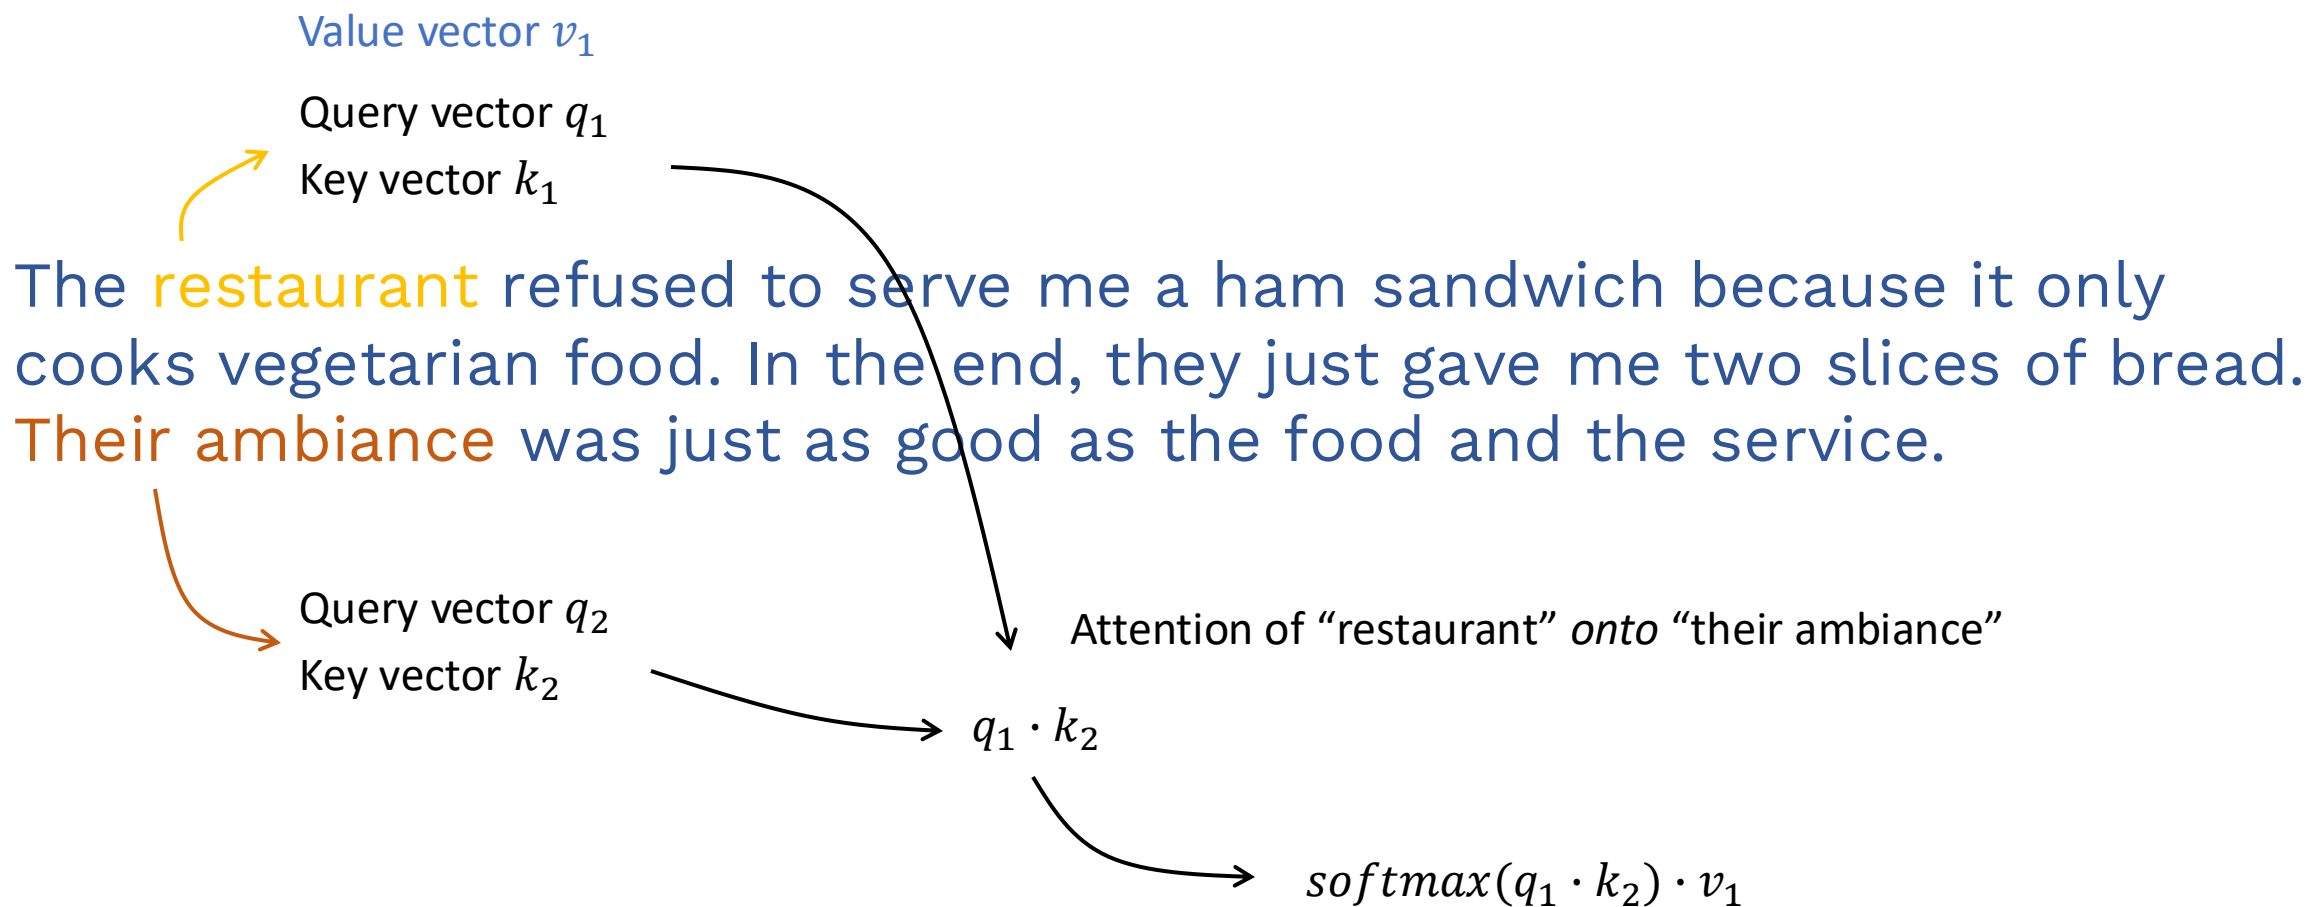 Value vector 𝑣₁
Query vector 𝑞₁
Key vector 𝑘₁
The restaurant refused to serve me a ham sandwich because it only
cooks vegetarian food. In the end, they just gave me two slices of bread.
Their ambiance was just as good as the food and the service.
Query vector 𝑞₂
Key vector 𝑘₂
Attention of “restaurant” onto “their ambiance”
𝑞₁ · 𝑘₂
𝑠𝑜𝑓𝑡𝑚𝑎𝑥(𝑞₁ · 𝑘₂) · 𝑣₁